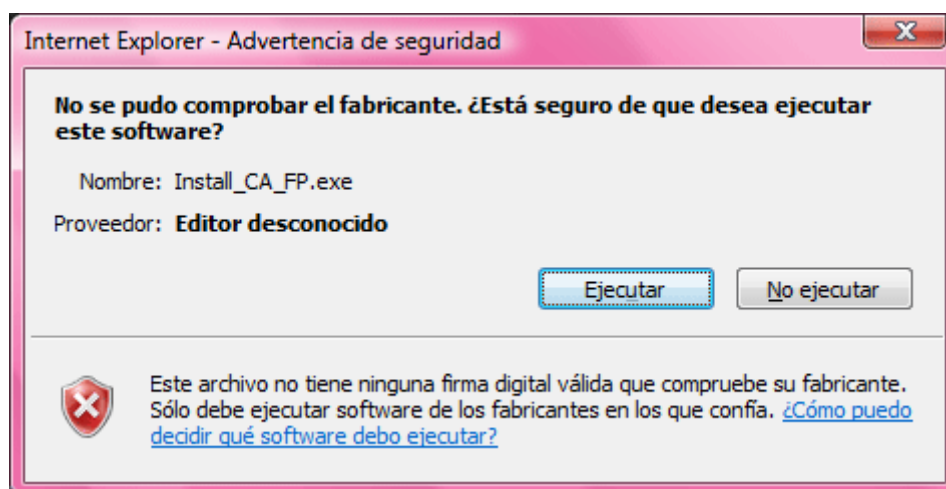 Internet Explorer - Advertencia de seguridad
No se pudo comprobar el fabricante. ¿Está seguro de que desea ejecutar
este software?
Nombre: Install_CA_FP.exe
Proveedor: Editor desconocido
Ejecutar No ejecutar
Este archivo no tiene ninguna firma digital válida que compruebe su fabricante.
Sólo debe ejecutar software de los fabricantes en los que confía. ¿Cómo puedo
decidir qué software debo ejecutar?